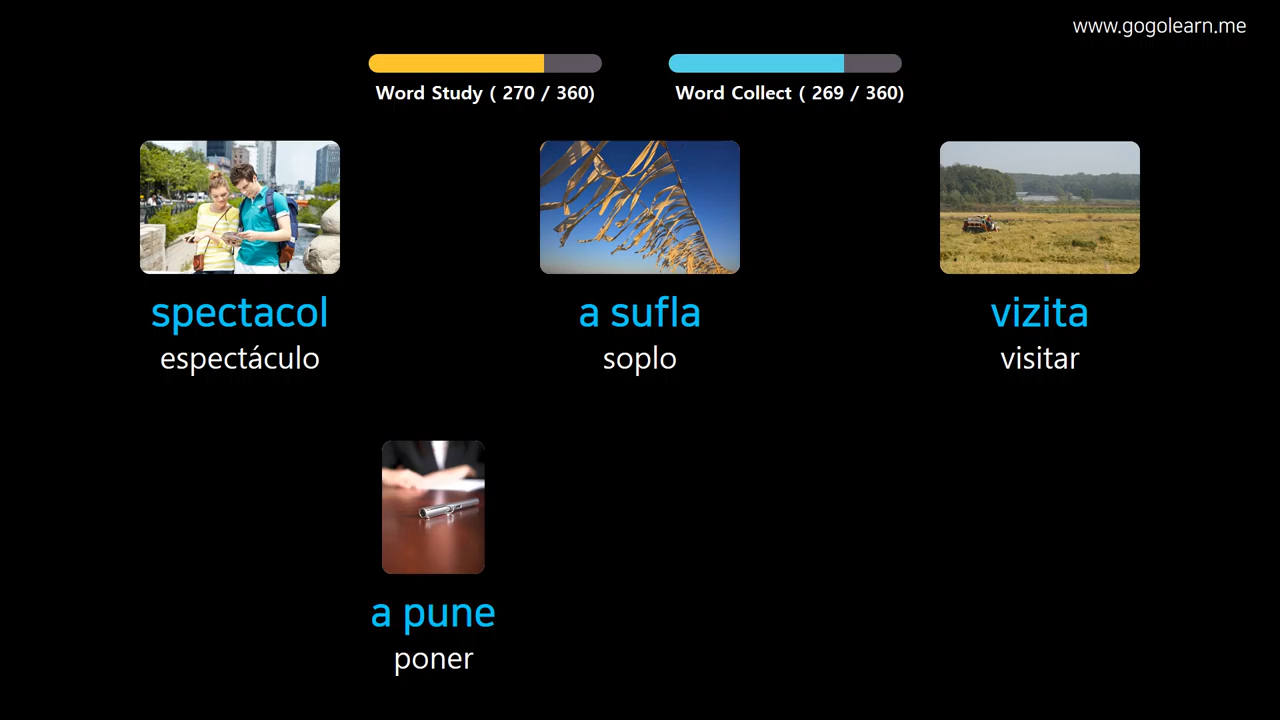 www.gogolearn.me
Word Study ( 270 / 360)
Word Collect ( 269 / 360)
spectacol
espectáculo
a sufla
soplo
vizita
visitar
a pune
poner